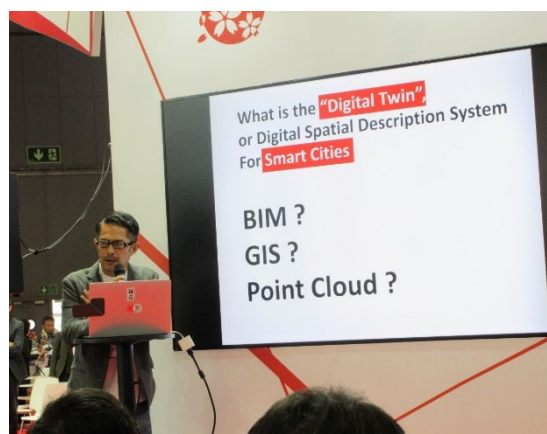 What is the “Digital Twin”,
or Digital Spatial Description System
For Smart Cities
BIM ?
GIS ?
Point Cloud ?